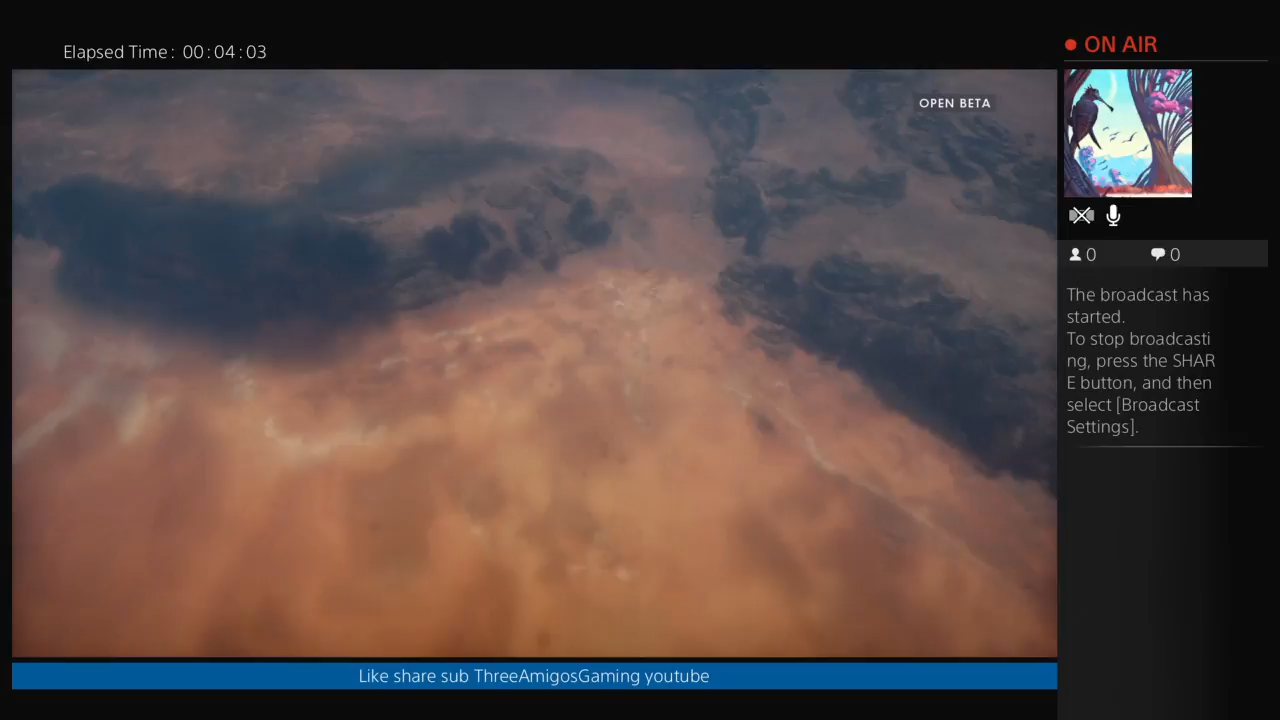 Elapsed Time: 00:04:03
ON AIR
OPEN BETA
0 0
The broadcast has
started.
To stop broadcasti
ng, press the SHAR
E button, and then
select [Broadcast
Settings].
Like share sub ThreeAmigosGaming youtube